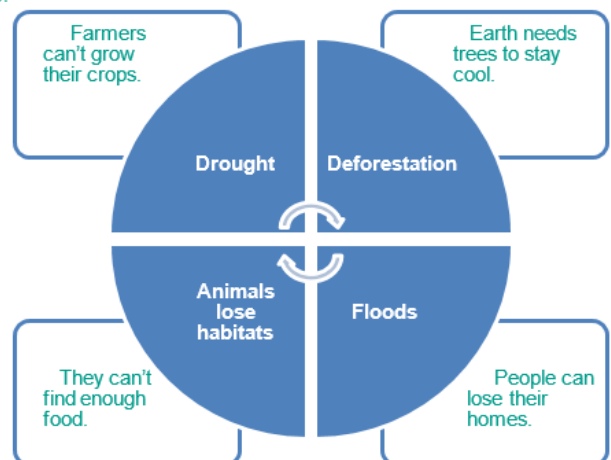 Farmers
can't grow
their crops.
Earth needs
trees to stay
cool.
Drought
Deforestation
Animals
lose
habitats
Floods
They can't
find enough
food.
People can
lose their
homes.